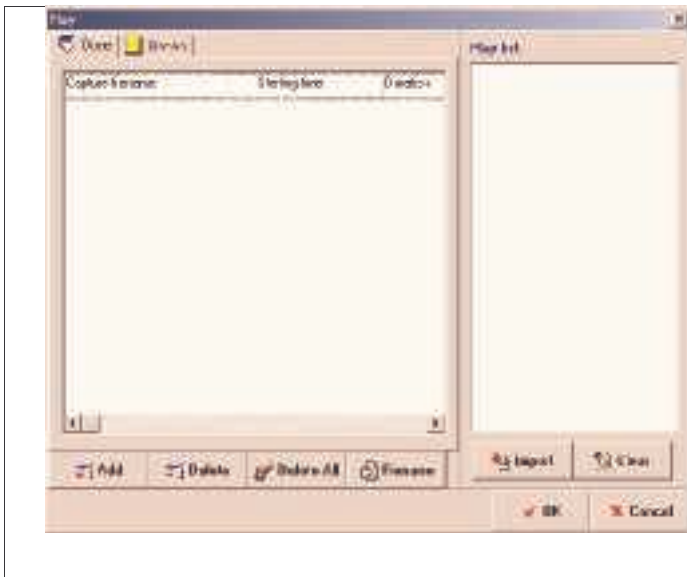 Play
Done
Play list
Capture filename Starting time Duration
Add Delete Delete All Rename
Import Clear
OK Cancel